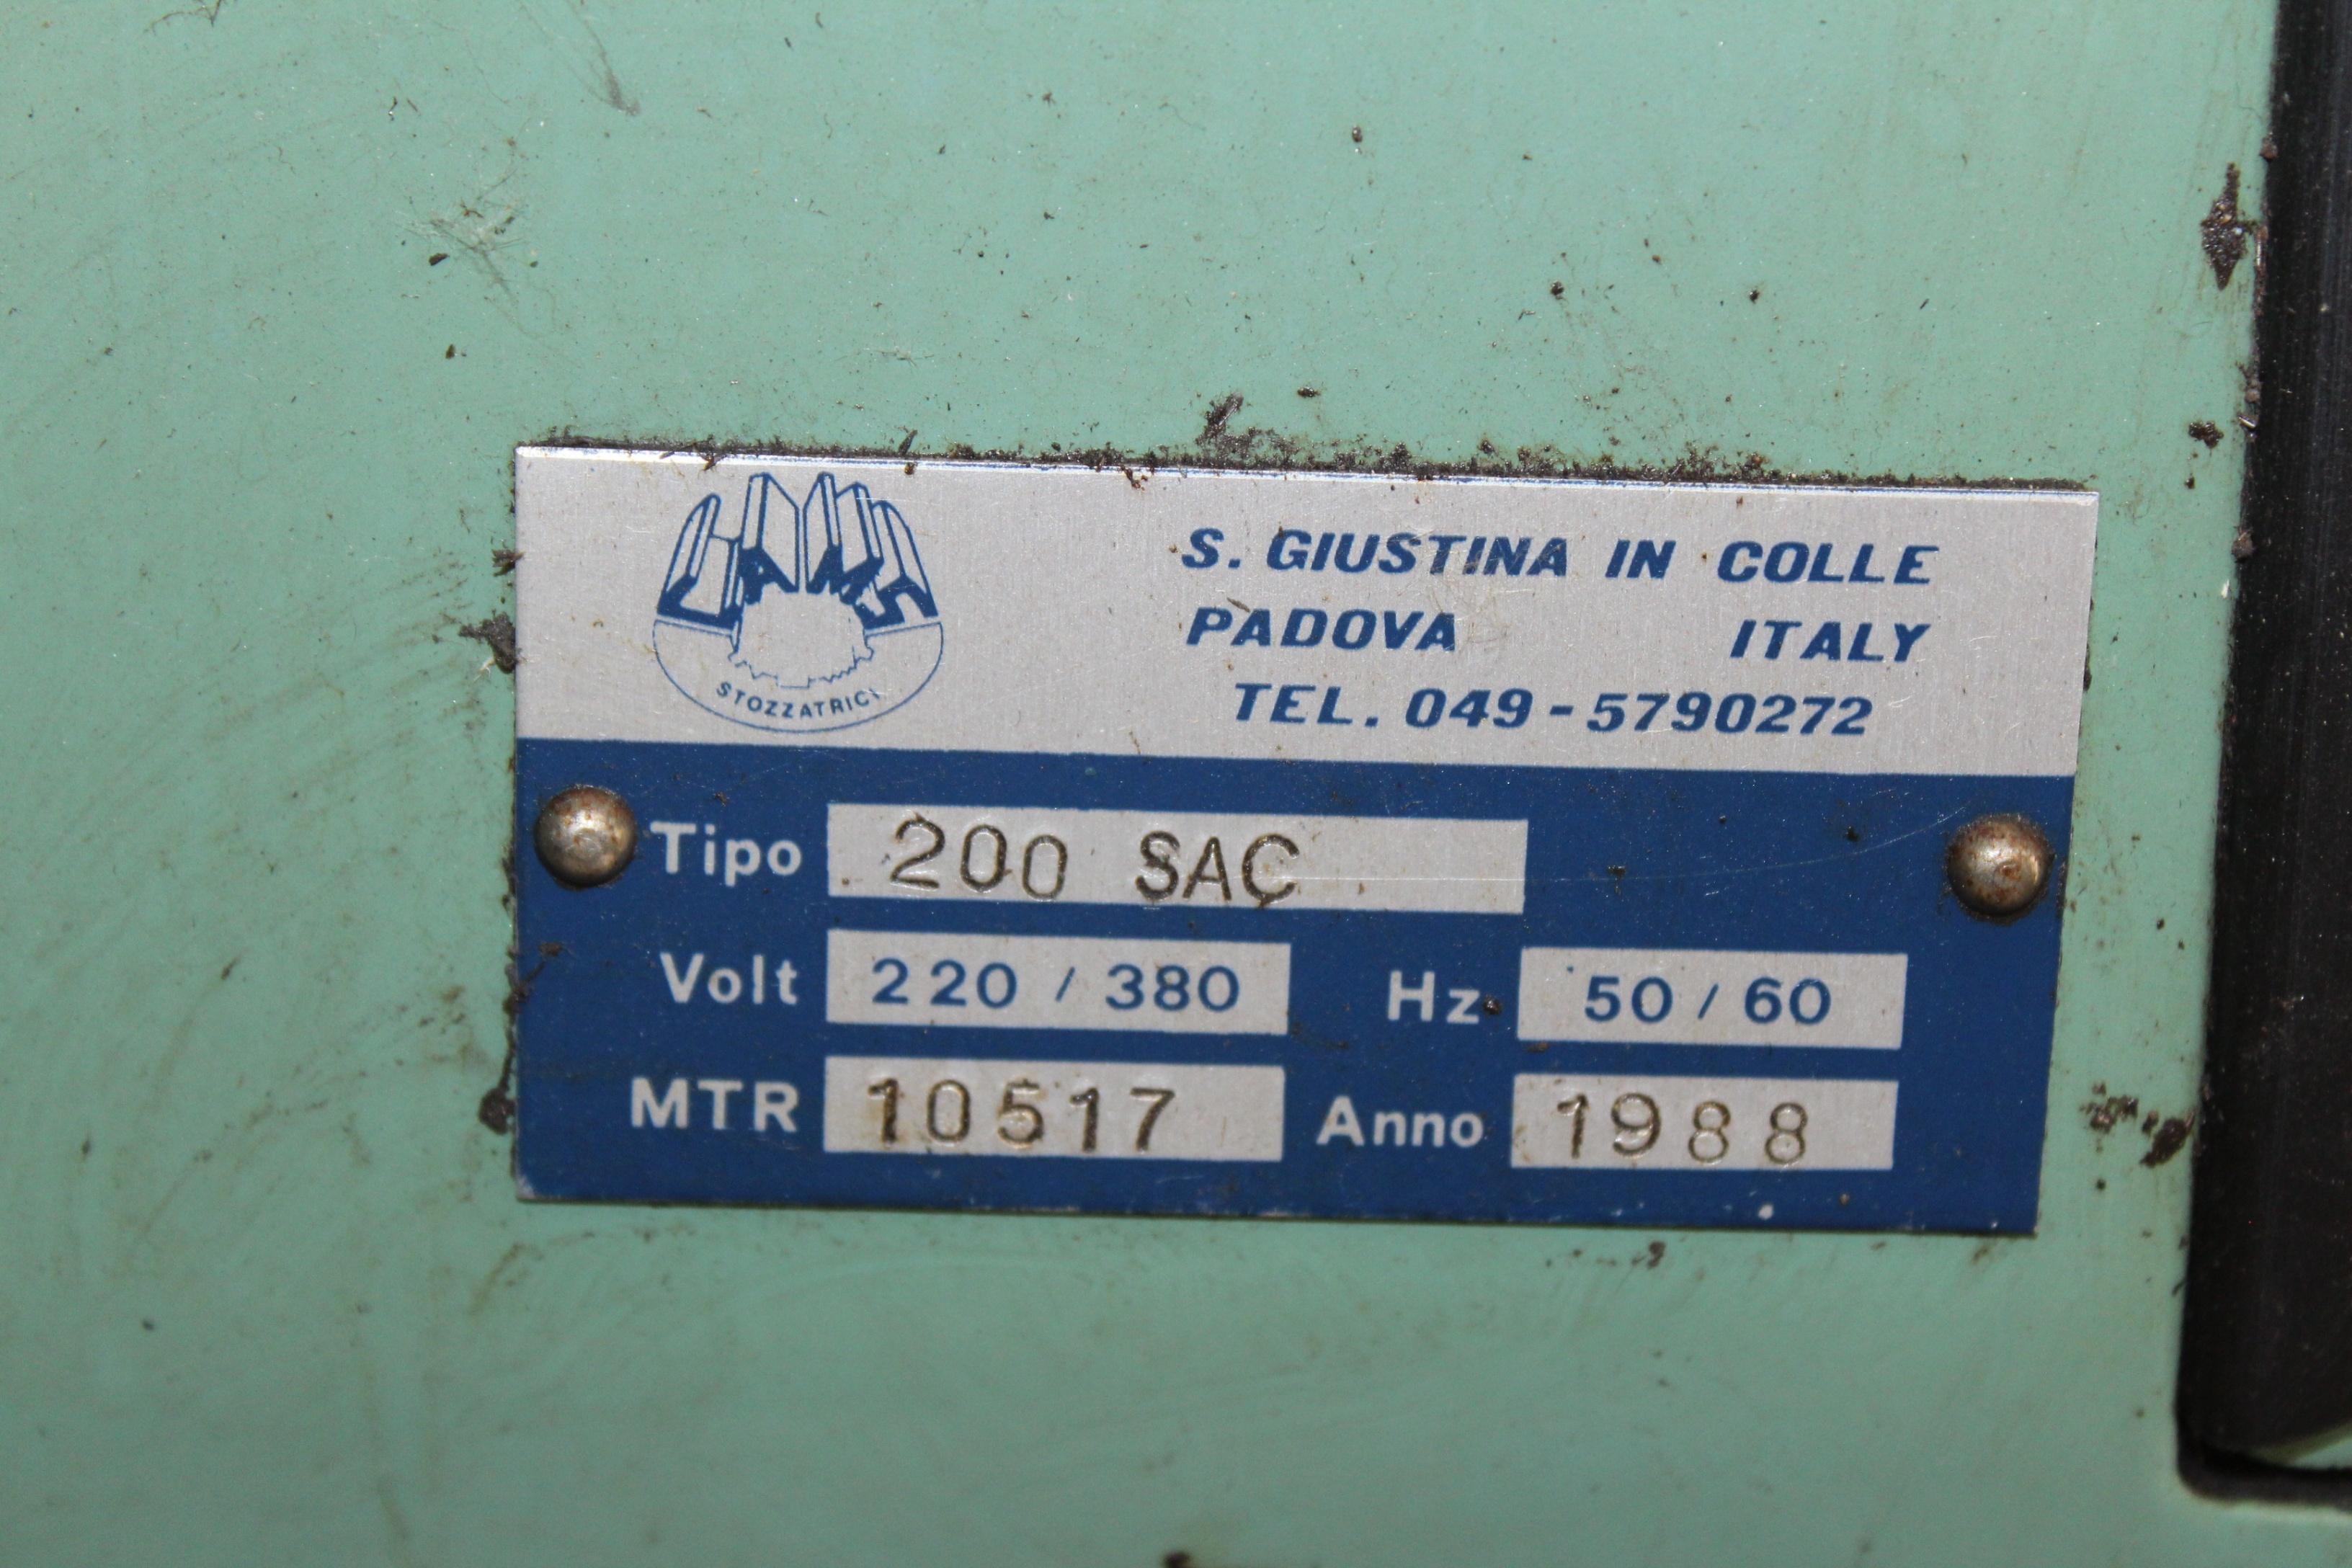 CAMS
STOZZATRICI
S. GIUSTINA IN COLLE
PADOVA ITALY
TEL. 049-5790272
Tipo 200 SAC
Volt 220 / 380 Hz 50 / 60
MTR 10517 Anno 1988